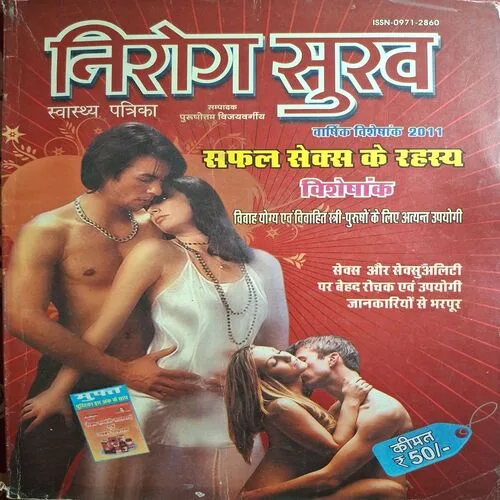 ISSN-0971-2860
निरोग सुख
स्वास्थ्य पत्रिका
सम्पादक
पुरूषोत्तम विजयवर्गीय
वार्षिक विशेषांक 2011
सफल सेक्स के रहस्य
विशेषांक
विवाह योग्य एवं विवाहित स्त्री-पुरूषों के लिए अत्यन्त उपयोगी
सेक्स और सेक्सुअॅलिटी
पर बेहद रोचक एवं उपयोगी
जानकारियों से भरपूर
मुफ्त
कीमत
₹ 50/-